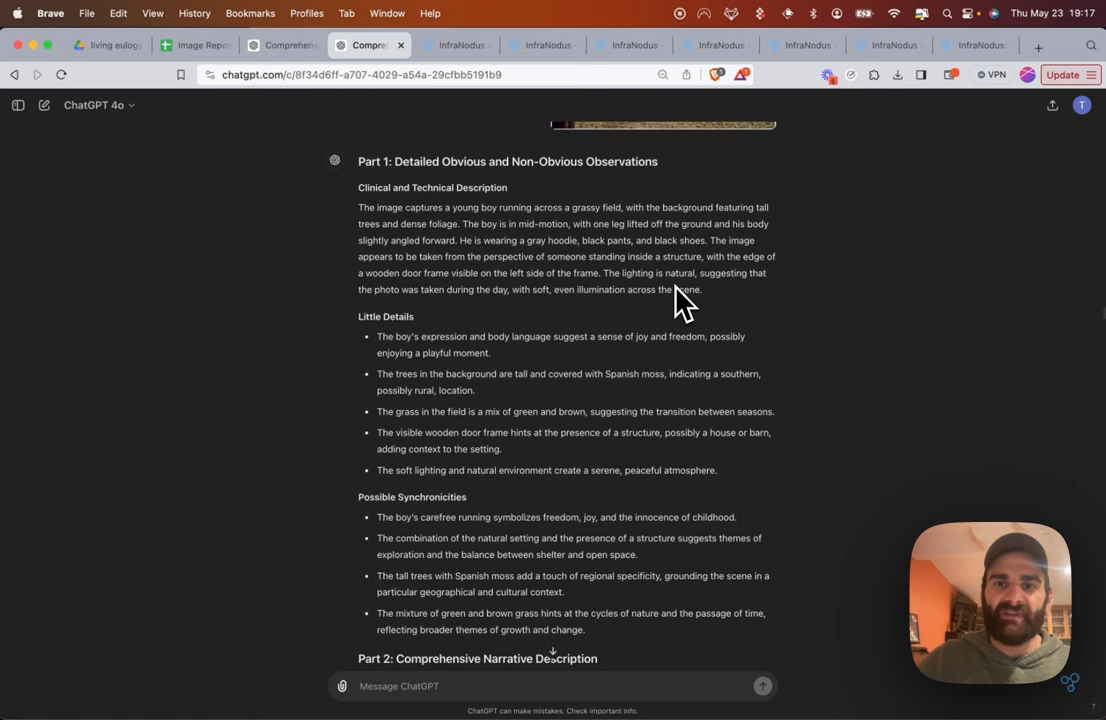 Brave File Edit View History Bookmarks Profiles Tab Window Help Thu May 23 19:17
living eulogy Image Repos Comprehens Compre InfraNodus InfraNodus InfraNodus InfraNodus InfraNodus InfraNodus InfraNodus:
chatgpt.com/c/8f34d6ff-a707-4029-a54a-29cfbb5191b9 1 1 6 VPN Update
ChatGPT 4o T
Part 1: Detailed Obvious and Non-Obvious Observations
Clinical and Technical Description
The image captures a young boy running across a grassy field, with the background featuring tall
trees and dense foliage. The boy is in mid-motion, with one leg lifted off the ground and his body
slightly angled forward. He is wearing a gray hoodie, black pants, and black shoes. The image
appears to be taken from the perspective of someone standing inside a structure, with the edge of
a wooden door frame visible on the left side of the frame. The lighting is natural, suggesting that
the photo was taken during the day, with soft, even illumination across the scene.
Little Details
• The boy's expression and body language suggest a sense of joy and freedom, possibly
enjoying a playful moment.
• The trees in the background are tall and covered with Spanish moss, indicating a southern,
possibly rural, location.
• The grass in the field is a mix of green and brown, suggesting the transition between seasons.
• The visible wooden door frame hints at the presence of a structure, possibly a house or barn,
adding context to the setting.
• The soft lighting and natural environment create a serene, peaceful atmosphere.
Possible Synchronicities
• The boy's carefree running symbolizes freedom, joy, and the innocence of childhood.
• The combination of the natural setting and the presence of a structure suggests themes of
exploration and the balance between shelter and open space.
• The tall trees with Spanish moss add a touch of regional specificity, grounding the scene in a
particular geographical and cultural context.
• The mixture of green and brown grass hints at the cycles of nature and the passage of time,
reflecting broader themes of growth and change.
Part 2: Comprehensive Narrative Description
Message ChatGPT
ChatGPT can make mistakes. Check important info.
?